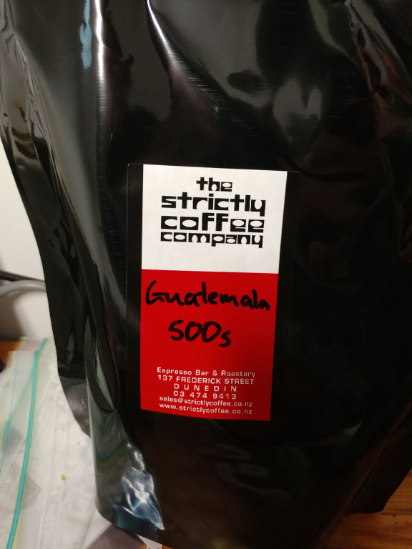 the
strictly
coffee
company
Guatemala
500s
Espresso Bar & Roastery
137 FREDERICK STREET
DUNEDIN
03 474 9413
sales@strictlycoffee.co.nz
www.strictlycoffee.co.nz